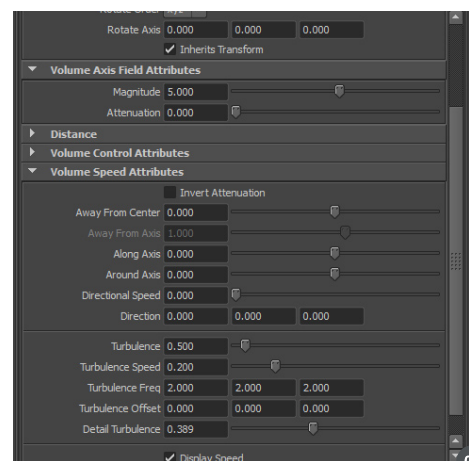 Rotate Order xyz
Rotate Axis 0.000 0.000 0.000
Inherits Transform
Volume Axis Field Attributes
Magnitude 5.000
Attenuation 0.000
Distance
Volume Control Attributes
Volume Speed Attributes
Invert Attenuation
Away From Center 0.000
Away From Axis 1.000
Along Axis 0.000
Around Axis 0.000
Directional Speed 0.000
Direction 0.000 0.000 0.000
Turbulence 0.500
Turbulence Speed 0.200
Turbulence Freq 2.000 2.000 2.000
Turbulence Offset 0.000 0.000 0.000
Detail Turbulence 0.389
Display Speed